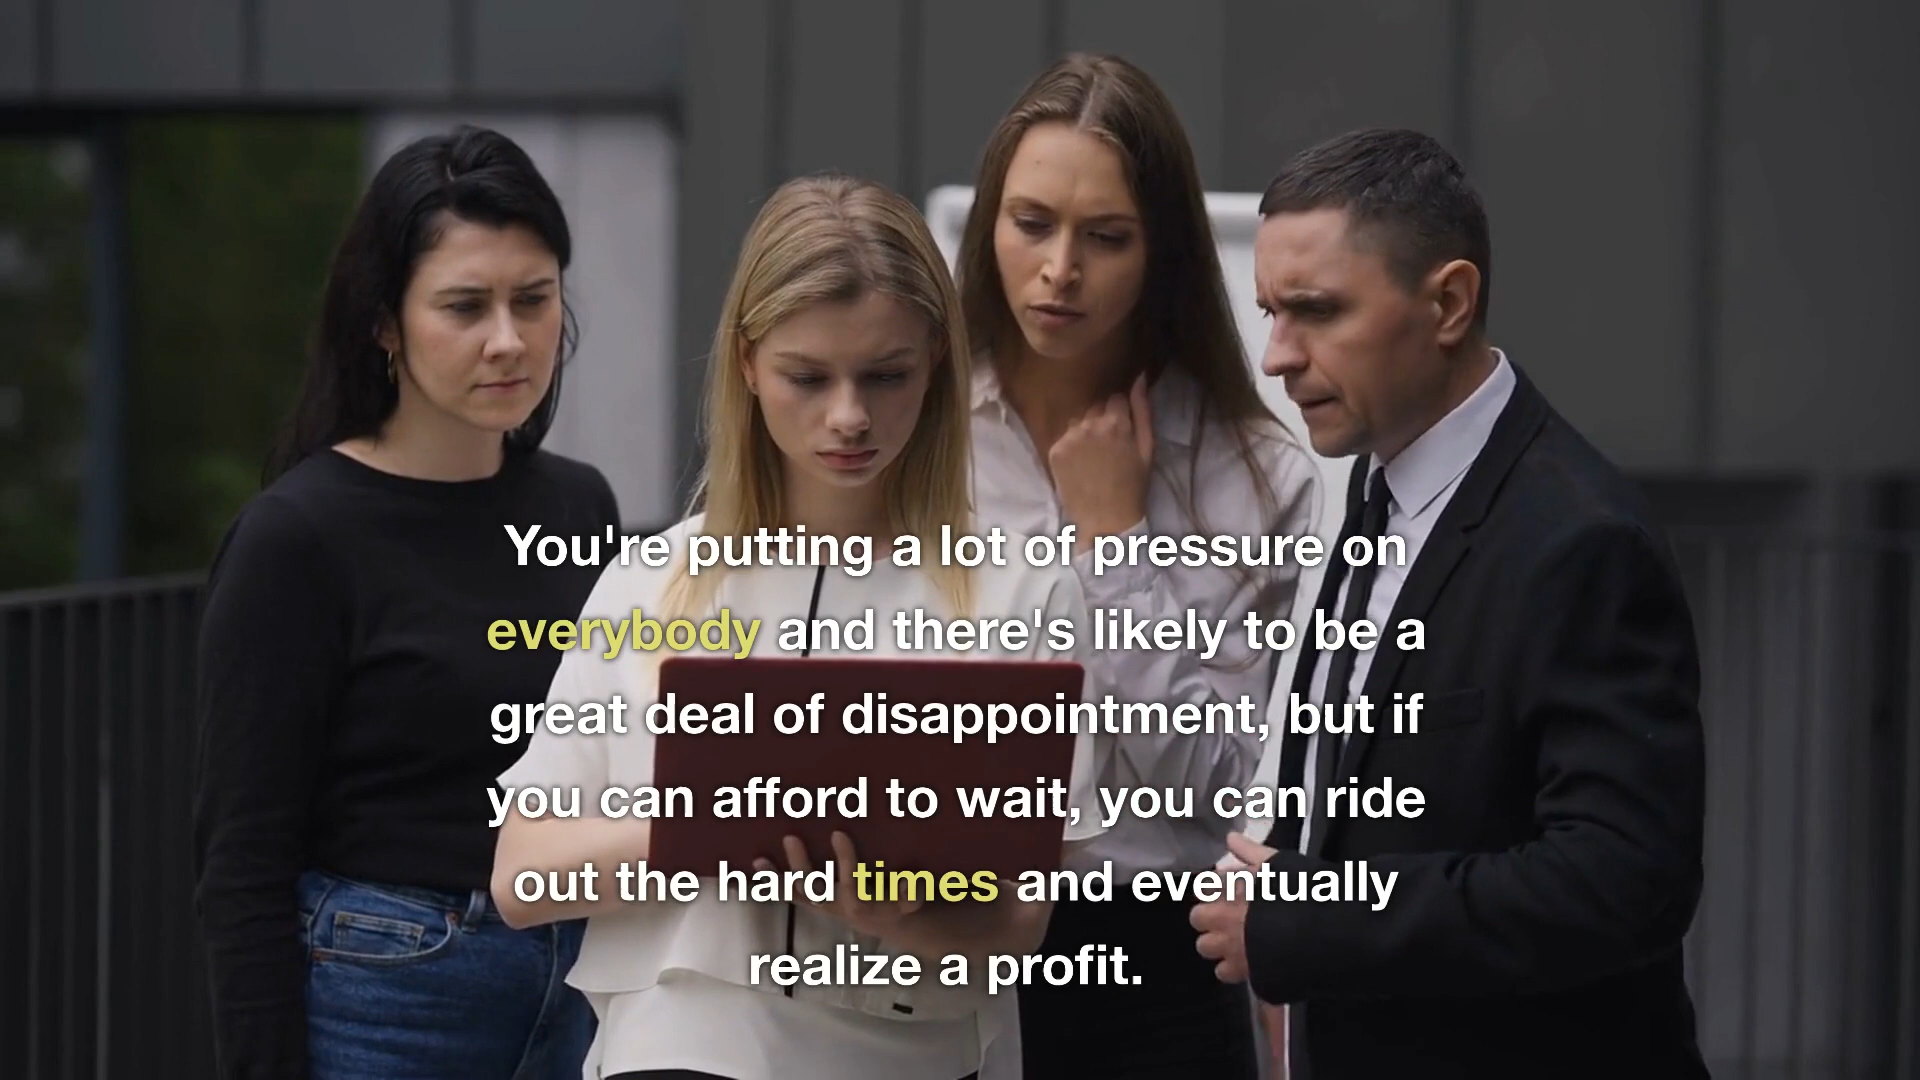 You're putting a lot of pressure on
everybody and there's likely to be a
great deal of disappointment, but if
you can afford to wait, you can ride
out the hard times and eventually
realize a profit.